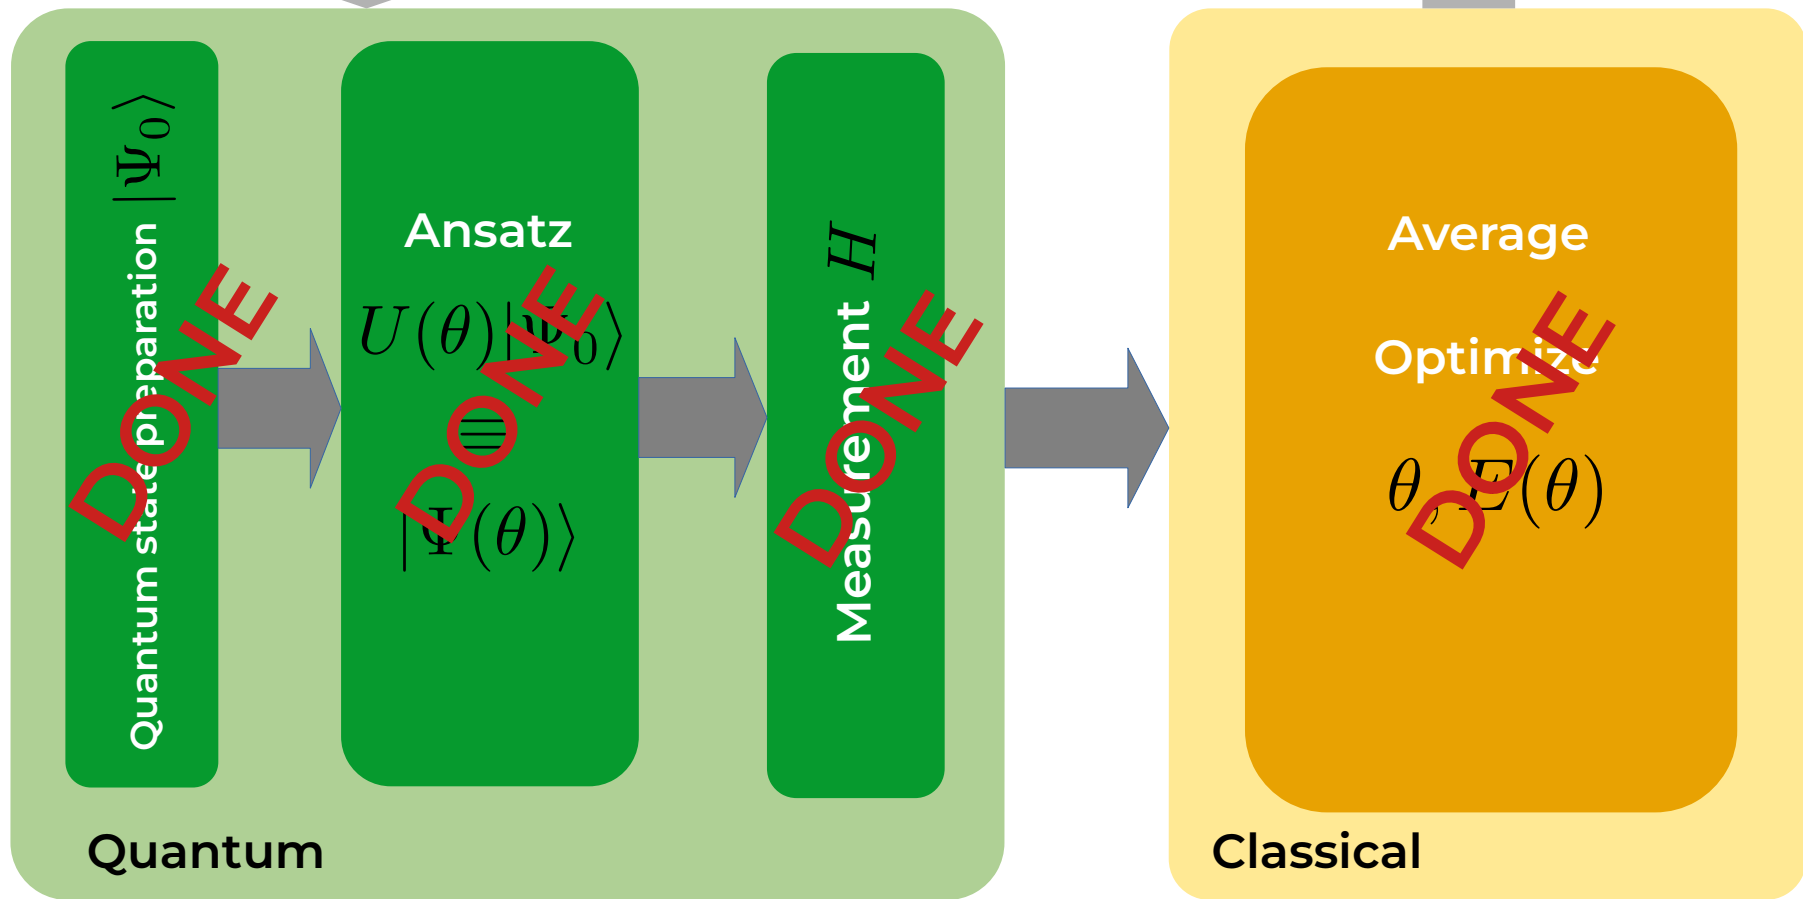 Quantum state preparation |Ψ₀⟩
DONE
Ansatz
U(θ)|Ψ₀⟩
≡
|Ψ(θ)⟩
DONE
Measurement H
DONE
Quantum
Average
Optimize
θ, E(θ)
DONE
Classical